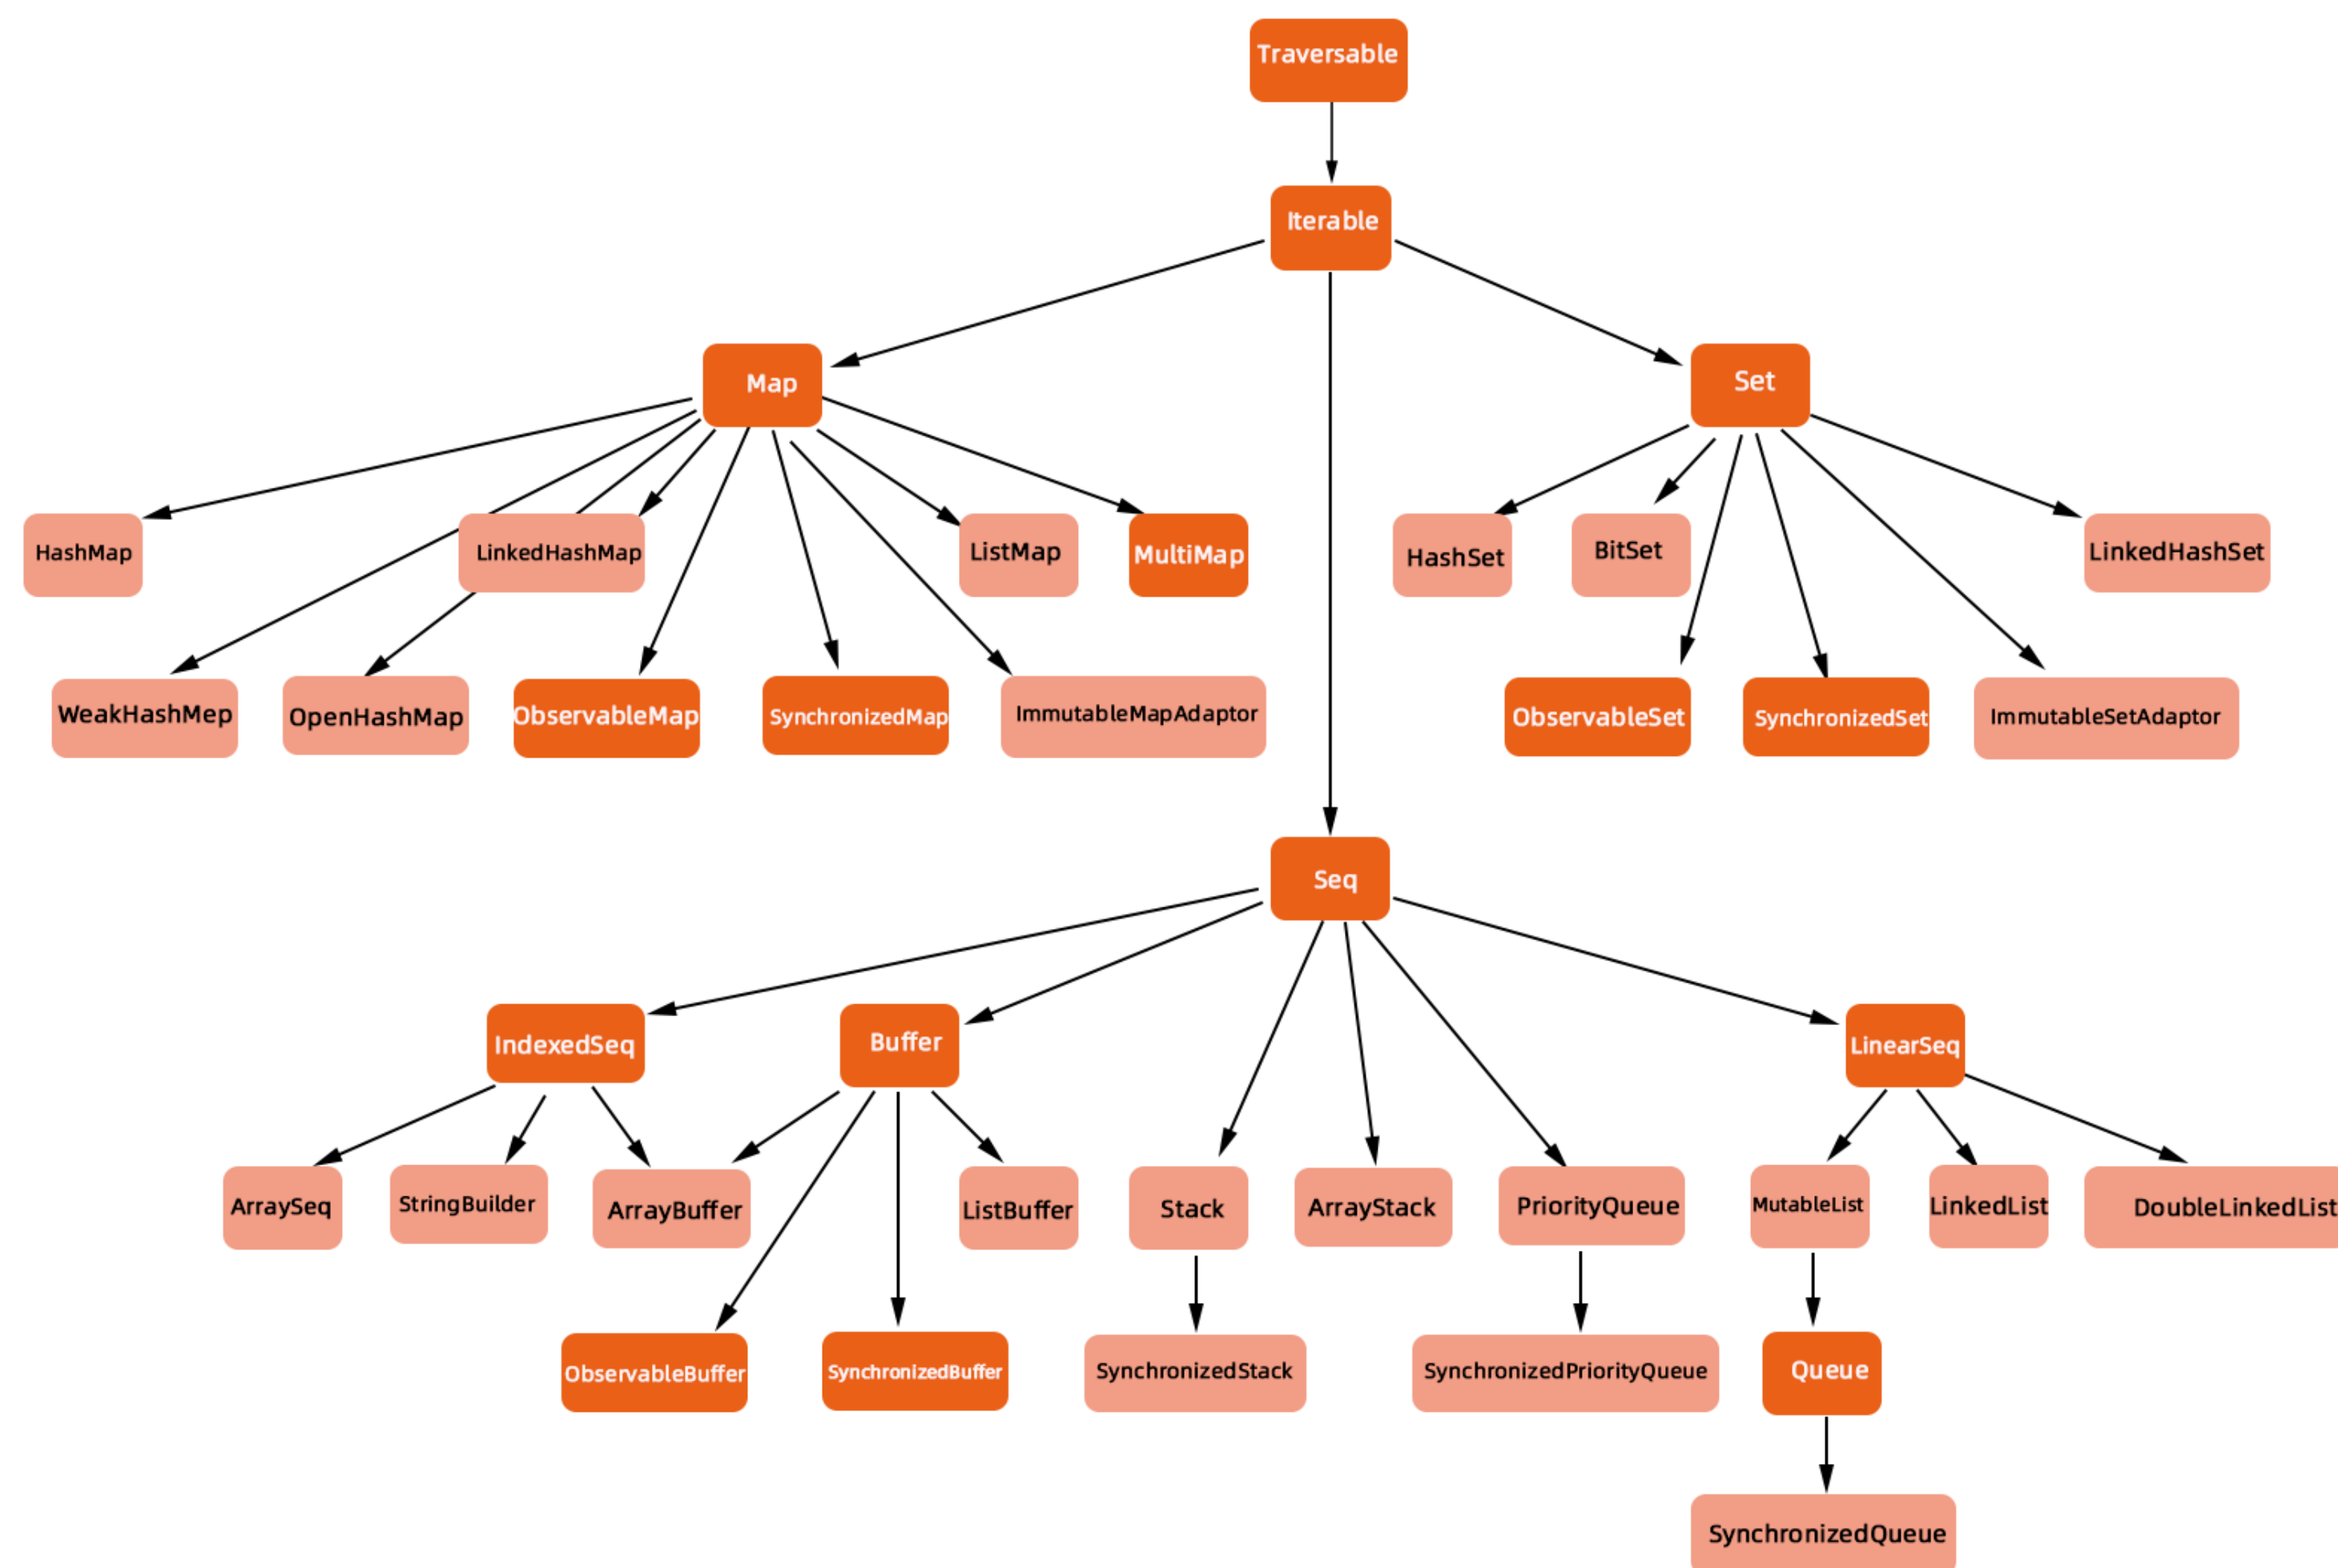 Traversable
Iterable
Map
Set
HashMap
LinkedHashMap
ListMap
MultiMap
HashSet
BitSet
LinkedHashSet
WeakHashMep
OpenHashMap
ObservableMap
SynchronizedMap
ImmutableMapAdaptor
ObservableSet
SynchronizedSet
ImmutableSetAdaptor
Seq
IndexedSeq
Buffer
LinearSeq
ArraySeq
StringBuilder
ArrayBuffer
ListBuffer
Stack
ArrayStack
PriorityQueue
MutableList
LinkedList
DoubleLinkedList
ObservableBuffer
SynchronizedBuffer
SynchronizedStack
SynchronizedPriorityQueue
Queue
SynchronizedQueue